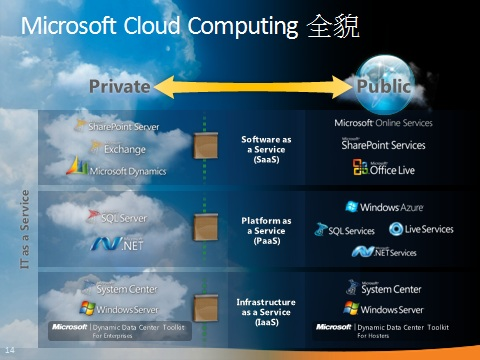 Microsoft Cloud Computing 全貌
Private
Public
IT as a Service
SharePoint Server
Exchange
Microsoft Dynamics
Software as
a Service
(SaaS)
Microsoft Online Services
Microsoft
SharePoint Services
Microsoft
Office Live
SQL Server
.NET
Platform as
a Service
(PaaS)
Windows Azure
SQL Services
Live Services
.NET Services
System Center
Windows Server
Microsoft | Dynamic Data Center Toolkit
For Enterprises
Infrastructure
as a Service
(IaaS)
System Center
Windows Server
Microsoft | Dynamic Data Center Toolkit
For Hosters
14